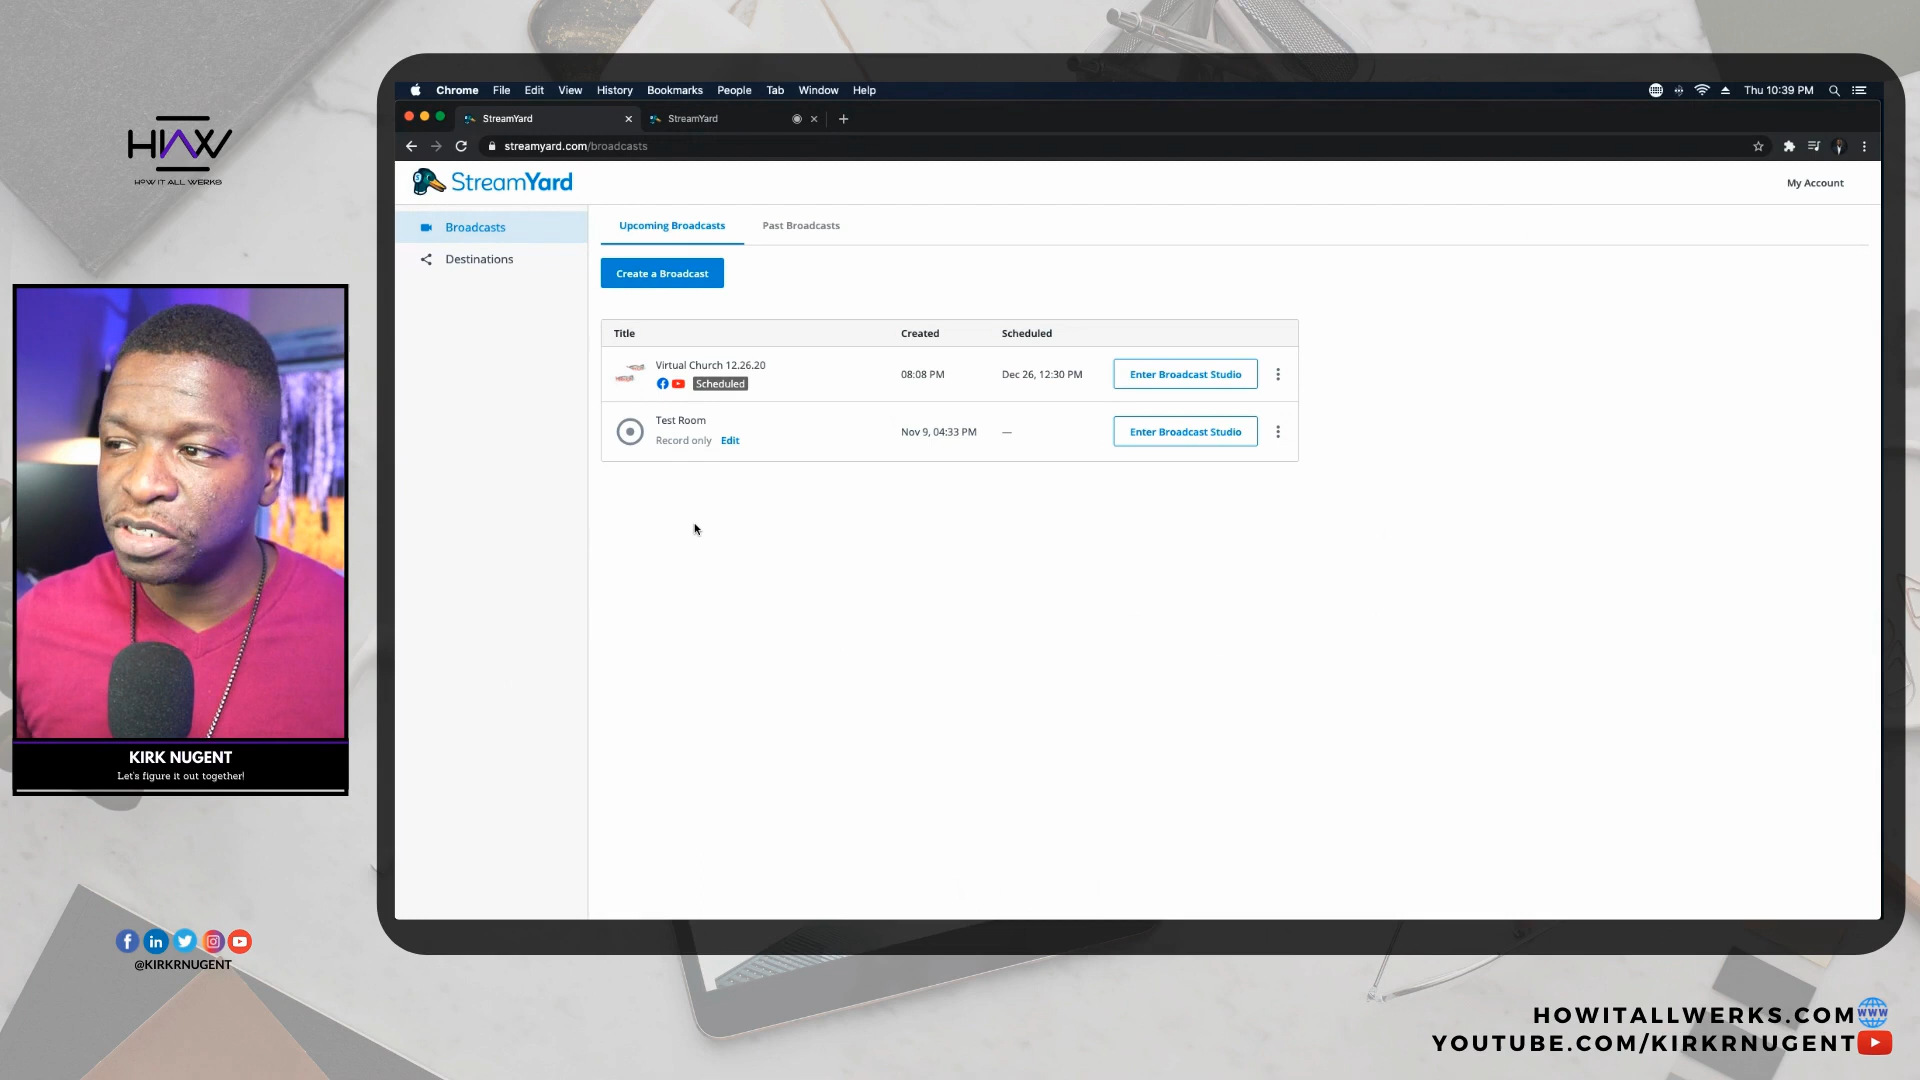 HIAW
HOW IT ALL WERKS
Chrome File Edit View History Bookmarks People Tab Window Help
Thu 10:39 PM
StreamYard
StreamYard
streamyard.com/broadcasts
StreamYard
My Account
Broadcasts
Destinations
Upcoming Broadcasts
Past Broadcasts
Create a Broadcast
Title Created Scheduled
Virtual Church 12.26.20
Scheduled
08:08 PM
Dec 26, 12:30 PM
Enter Broadcast Studio
Test Room
Record only Edit
Nov 9, 04:33 PM
—
Enter Broadcast Studio
KIRK NUGENT
Let's figure it out together!
@KIRKRNUGENT
HOWITALLWERKS.COM
WWW
YOUTUBE.COM/KIRKRNUGENT